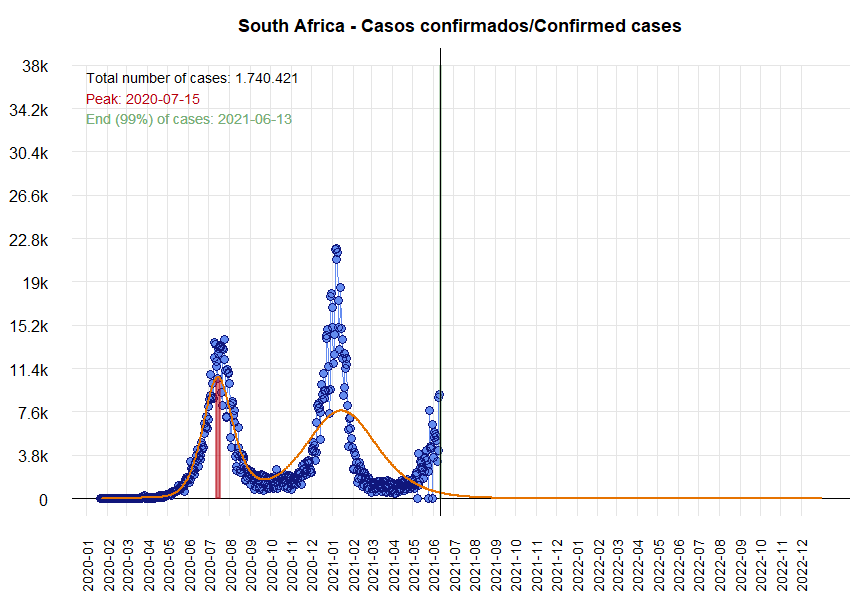 South Africa - Casos confirmados/Confirmed cases
38k
Total number of cases: 1.740.421
Peak: 2020-07-15
34.2k
End (99%) of cases: 2021-06-13
30.4k
26.6k
22.8k
19k
15.2k
11.4k
7.6k
3.8k
0
2020-01
2020-02
2020-03
2020-04
2020-05
2020-06
2020-07
2020-08
2020-09
2020-10
2020-11
2020-12
2021-01
2021-02
2021-03
2021-04
2021-05
2021-06
2021-07
2021-08
2021-09
2021-10
2021-11
2021-12
2022-01
2022-02
2022-03
2022-04
2022-05
2022-06
2022-07
2022-08
2022-09
2022-10
2022-11
2022-12